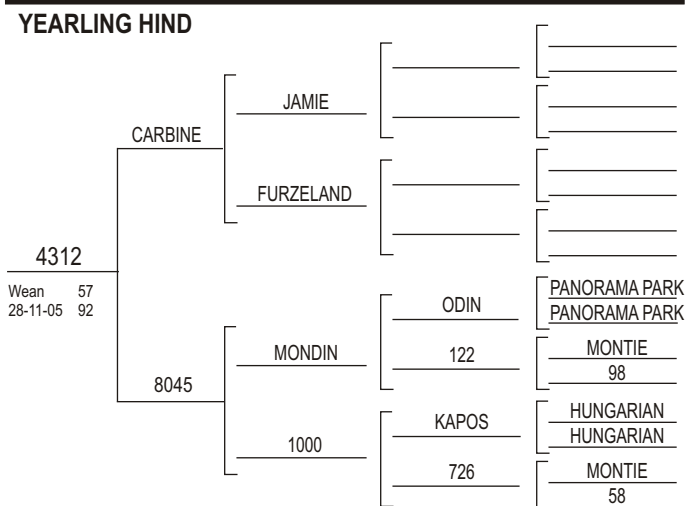 YEARLING HIND
JAMIE
CARBINE
FURZELAND
4312
Wean 57
28-11-05 92
PANORAMA PARK
ODIN
PANORAMA PARK
MONDIN
MONTIE
122
98
8045
HUNGARIAN
KAPOS
HUNGARIAN
1000
MONTIE
726
58